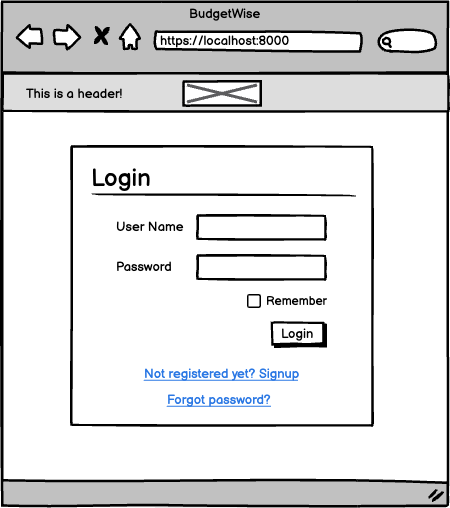 BudgetWise
https://localhost:8000
This is a header!
Login
User Name
Password
Remember
Login
Not registered yet? Signup
Forgot password?